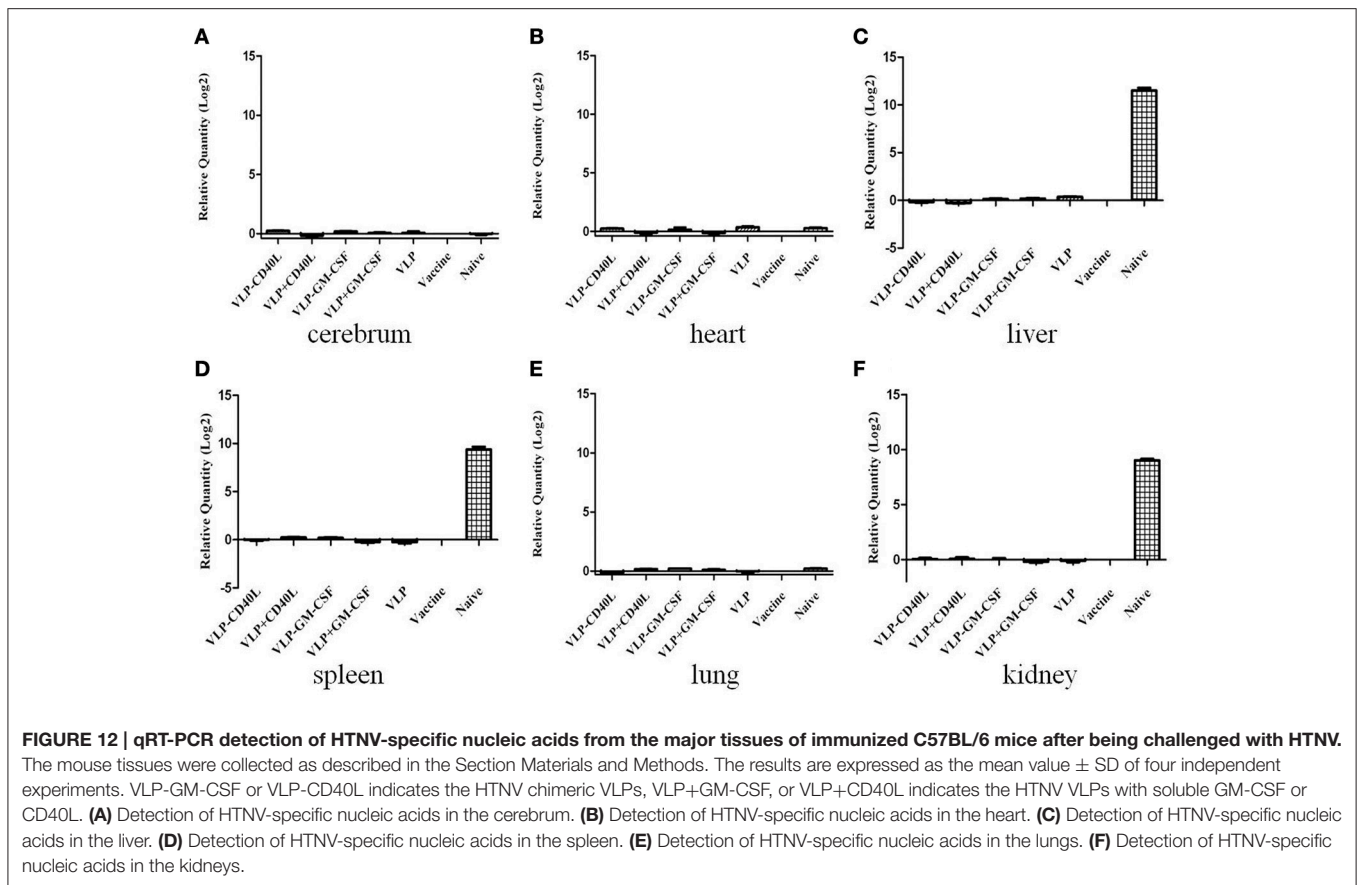 A
Relative Quantity (Log2)
15
10
5
0
VLP-CD40L
VLP+CD40L
VLP-GM-CSF
VLP+GM-CSF
VLP
Vaccine
Naive
cerebrum
B
Relative Quantity (Log2)
15
10
5
0
VLP-CD40L
VLP+CD40L
VLP-GM-CSF
VLP+GM-CSF
VLP
Vaccine
Naive
heart
C
Relative Quantity (Log2)
15
10
5
0
-5
VLP-CD40L
VLP+CD40L
VLP-GM-CSF
VLP+GM-CSF
VLP
Vaccine
Naive
liver
D
Relative Quantity (Log2)
15
10
5
0
-5
VLP-CD40L
VLP+CD40L
VLP-GM-CSF
VLP+GM-CSF
VLP
Vaccine
Naive
spleen
E
Relative Quantity (Log2)
15
10
5
0
VLP-CD40L
VLP+CD40L
VLP-GM-CSF
VLP+GM-CSF
VLP
Vaccine
Naive
lung
F
Relative Quantity (Log2)
15
10
5
0
VLP-CD40L
VLP+CD40L
VLP-GM-CSF
VLP+GM-CSF
VLP
Vaccine
Naive
kidney
FIGURE 12 | qRT-PCR detection of HTNV-specific nucleic acids from the major tissues of immunized C57BL/6 mice after being challenged with HTNV.
The mouse tissues were collected as described in the Section Materials and Methods. The results are expressed as the mean value ± SD of four independent
experiments. VLP-GM-CSF or VLP-CD40L indicates the HTNV chimeric VLPs, VLP+GM-CSF, or VLP+CD40L indicates the HTNV VLPs with soluble GM-CSF or
CD40L. (A) Detection of HTNV-specific nucleic acids in the cerebrum. (B) Detection of HTNV-specific nucleic acids in the heart. (C) Detection of HTNV-specific nucleic
acids in the liver. (D) Detection of HTNV-specific nucleic acids in the spleen. (E) Detection of HTNV-specific nucleic acids in the lungs. (F) Detection of HTNV-specific
nucleic acids in the kidneys.